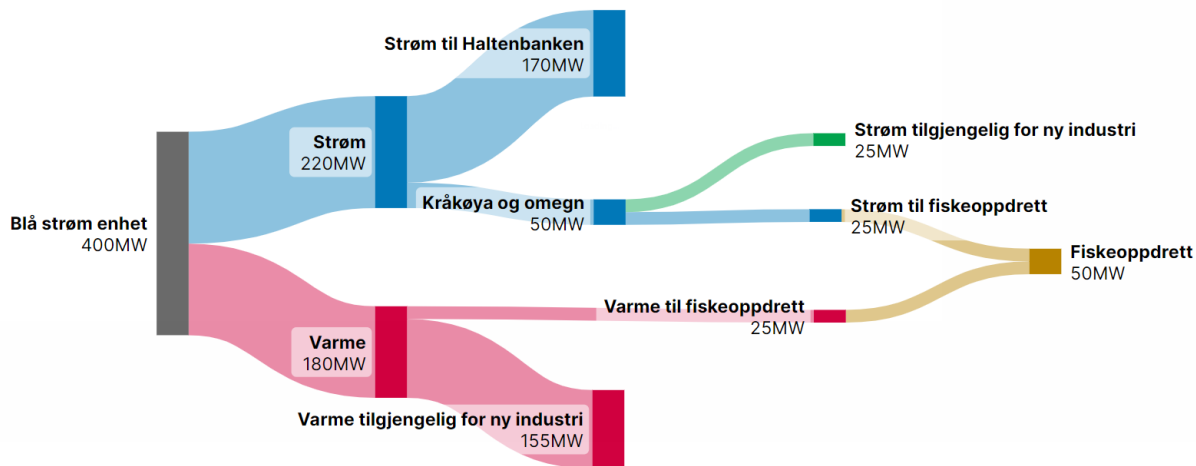 Strøm til Haltenbanken
170MW
Strøm tilgjengelig for ny industri
25MW
Strøm
220MW
Kråkøya og omegn
50MW
Strøm til fiskeoppdrett
25MW
Blå strøm enhet
400MW
Fiskeoppdrett
50MW
Varme til fiskeoppdrett
25MW
Varme
180MW
Varme tilgjengelig for ny industri
155MW